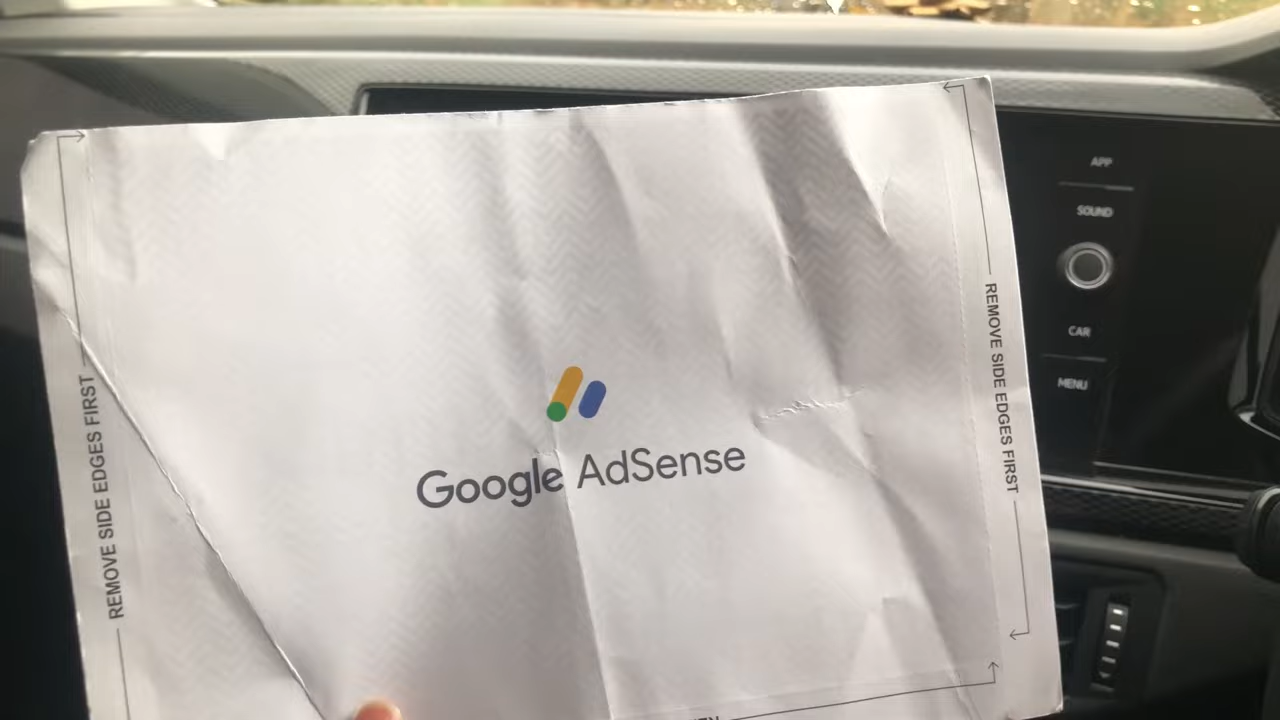 REMOVE SIDE EDGES FIRST
Google AdSense
REMOVE SIDE EDGES FIRST
APP
SOUND
CAR
MENU